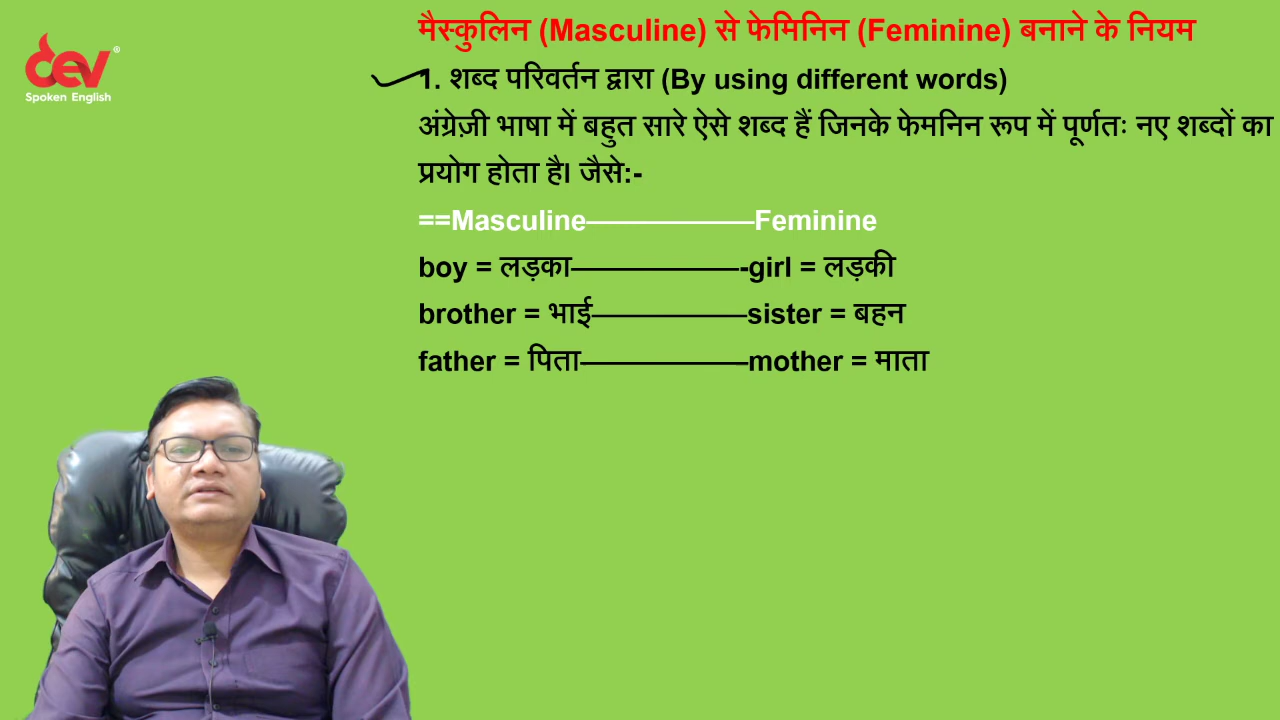 dev®
Spoken English
मैस्कुलिन (Masculine) से फेमिनिन (Feminine) बनाने के नियम
1. शब्द परिवर्तन द्वारा (By using different words)
अंग्रेज़ी भाषा में बहुत सारे ऐसे शब्द हैं जिनके फेमनिन रूप में पूर्णतः नए शब्दों का
प्रयोग होता है। जैसे:-
==Masculine——————Feminine
boy = लड़का——————-girl = लड़की
brother = भाई—————–sister = बहन
father = पिता——————mother = माता